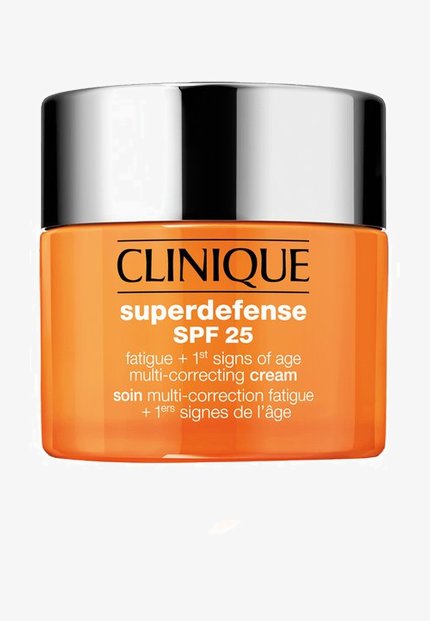 CLINIQUE
superdefense
SPF 25
fatigue + 1st signs of age
multi-correcting cream
soin multi-correction fatigue
+ 1ers signes de l'âge